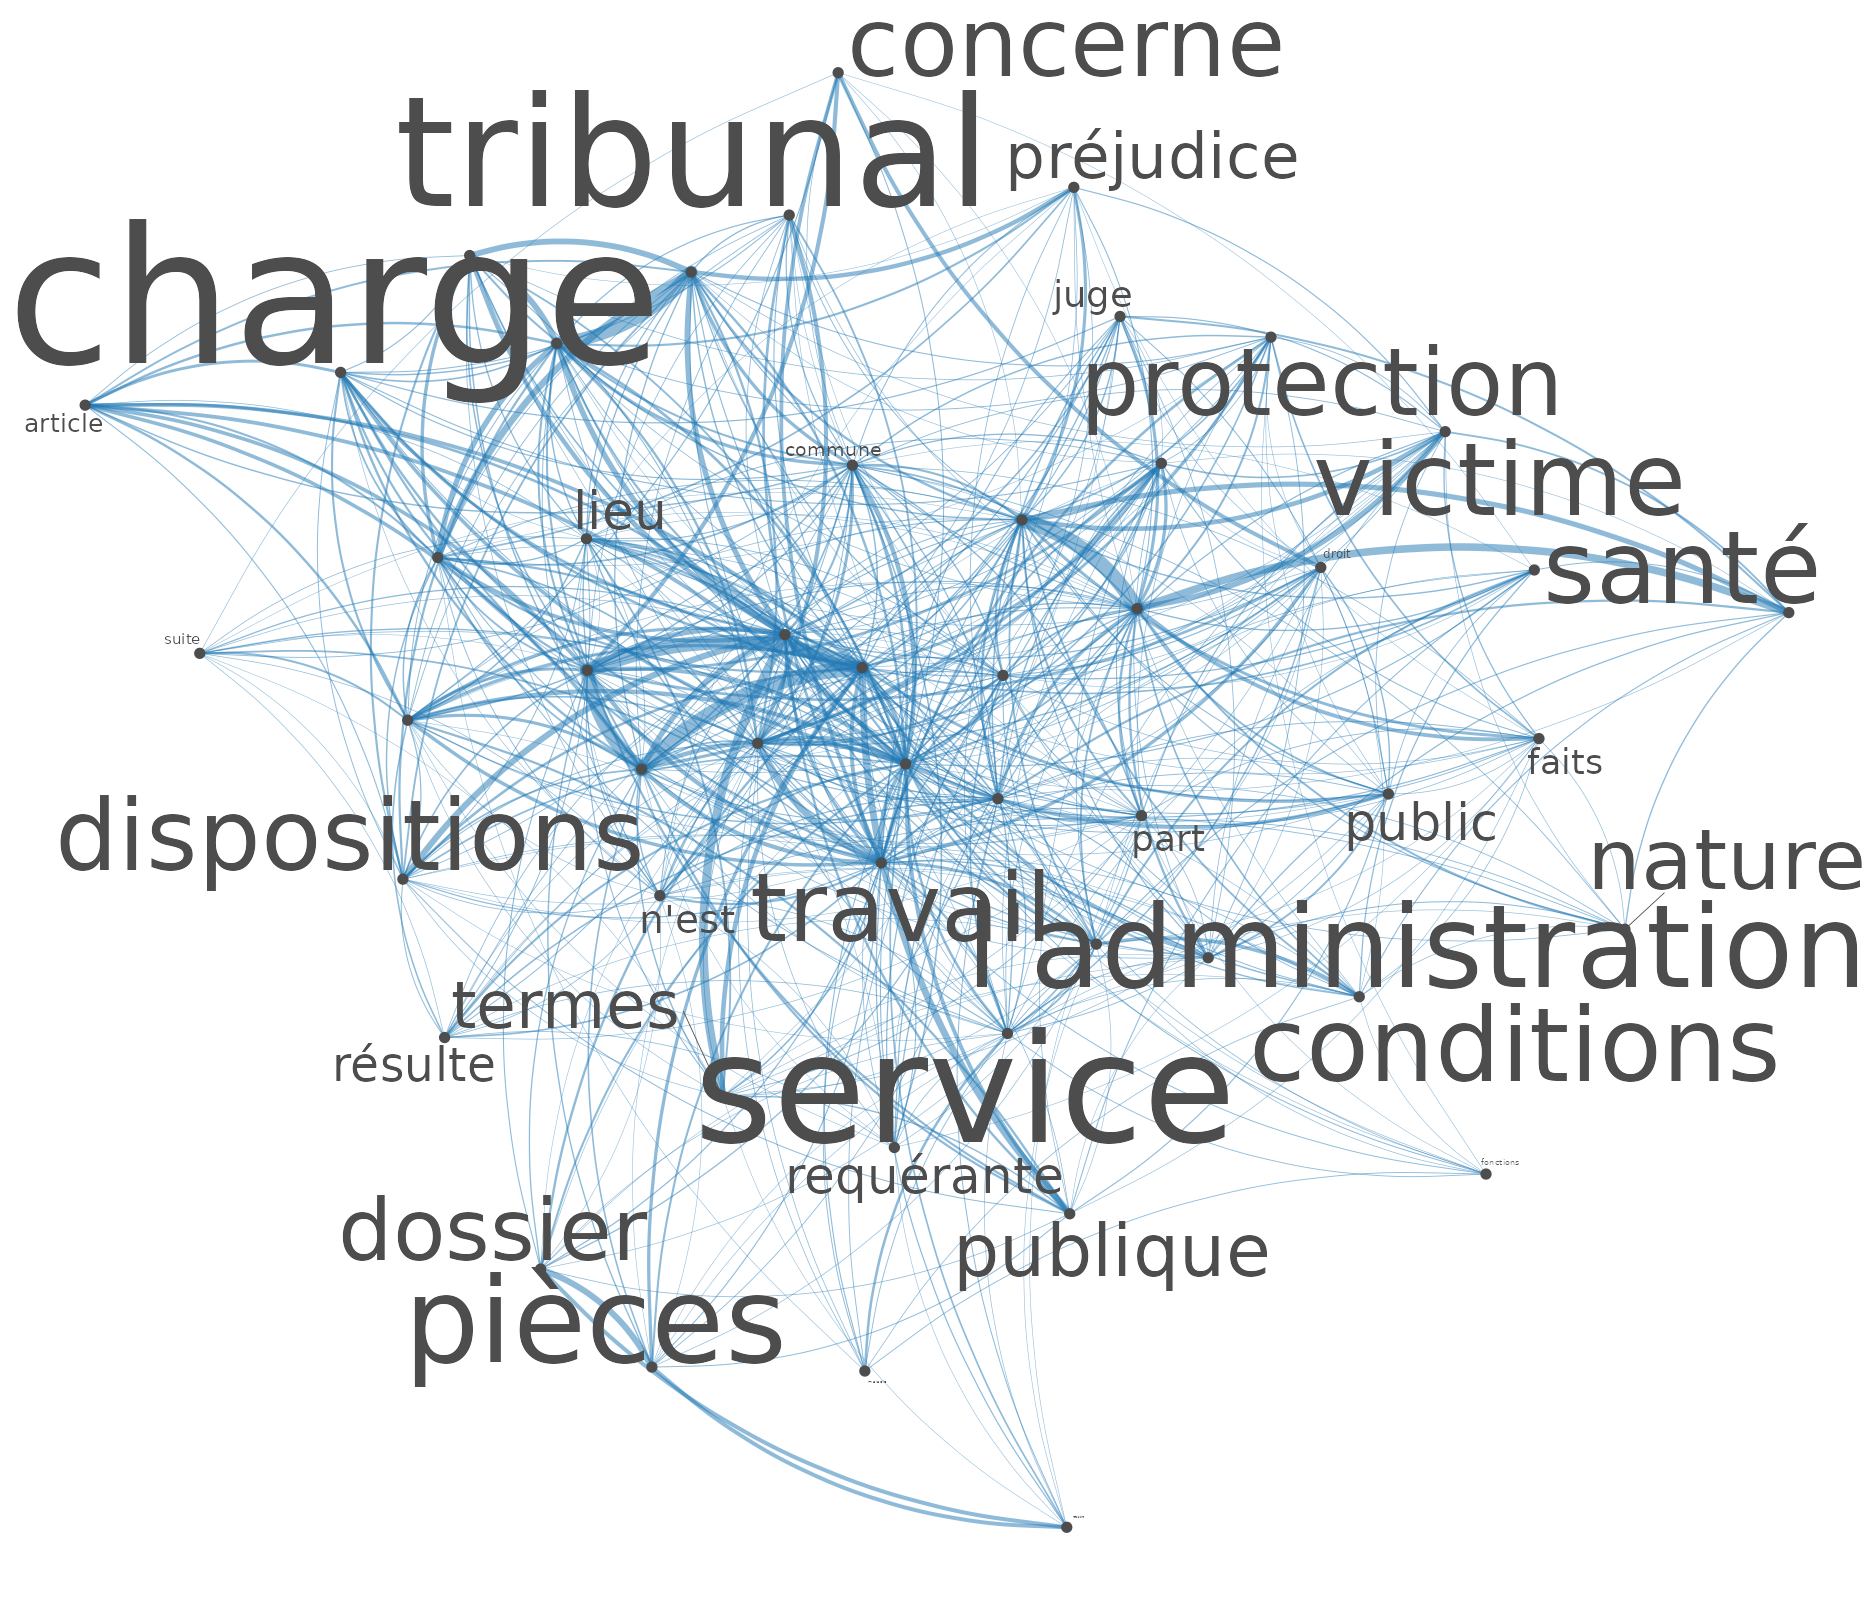 concerne
tribunal
préjudice
charge
juge
protection
article
commune
victime
lieu
droit
santé
suite
faits
dispositions
public
part
nature
n'est
travail
l'administration
termes
résulte
conditions
service
requérante
fonctions
dossier
publique
pièces